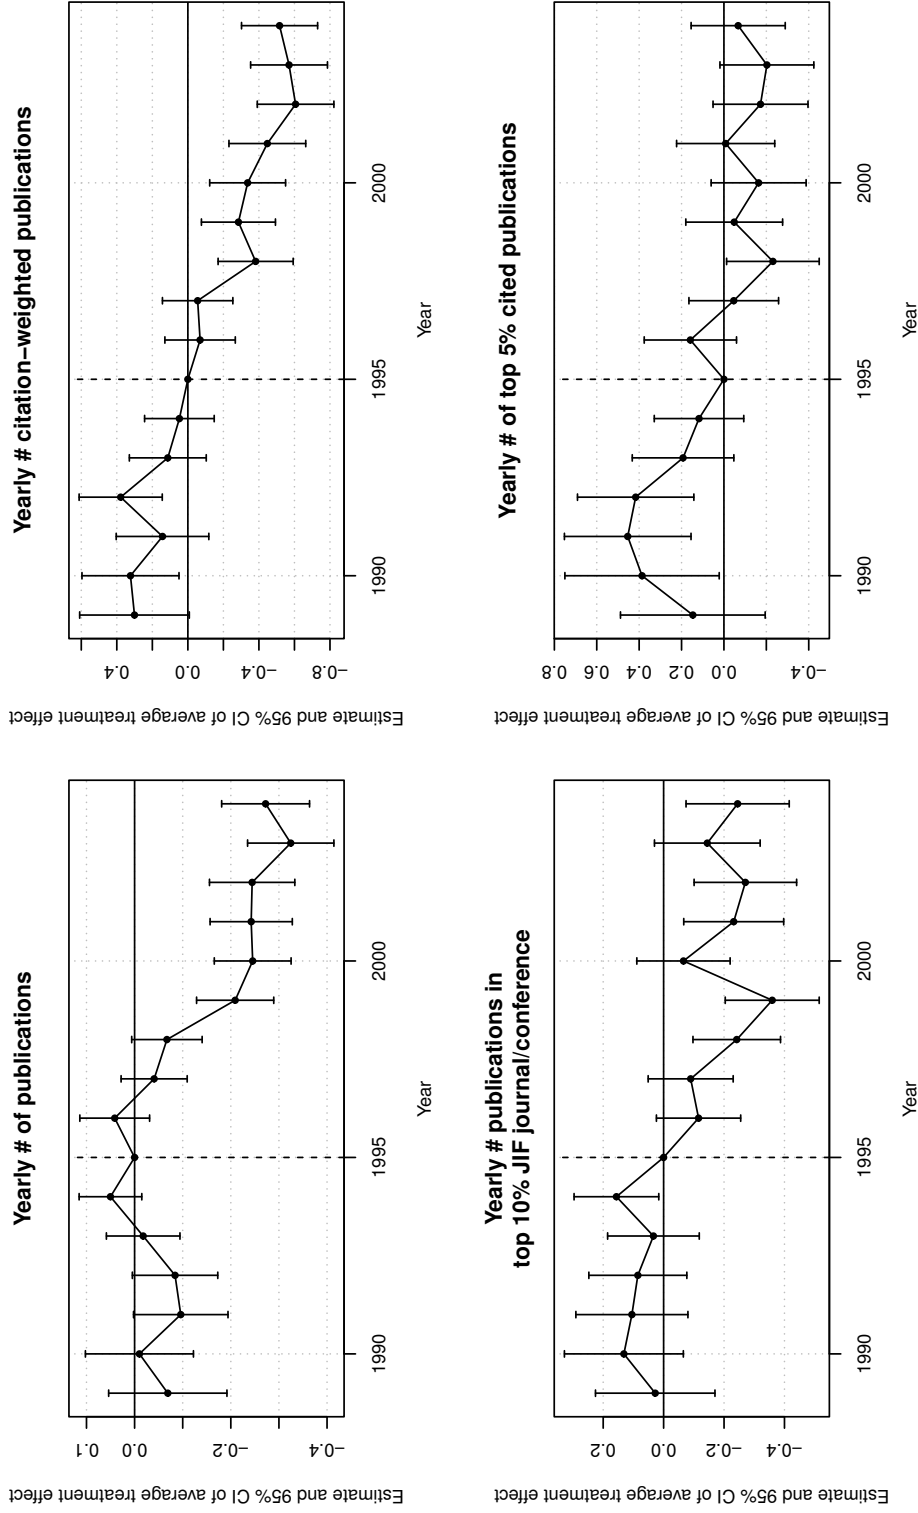 Yearly # of publications
Estimate and 95% CI of average treatment effect
0.1
0.0
−0.2
−0.4
1990
1995
2000
Year
Yearly # citation−weighted publications
Estimate and 95% CI of average treatment effect
0.4
0.0
−0.4
−0.8
1990
1995
2000
Year
Yearly # publications in
top 10% JIF journal/conference
Estimate and 95% CI of average treatment effect
0.2
0.0
−0.2
−0.4
1990
1995
2000
Year
Yearly # of top 5% cited publications
Estimate and 95% CI of average treatment effect
0.8
0.6
0.4
0.2
0.0
−0.4
1990
1995
2000
Year